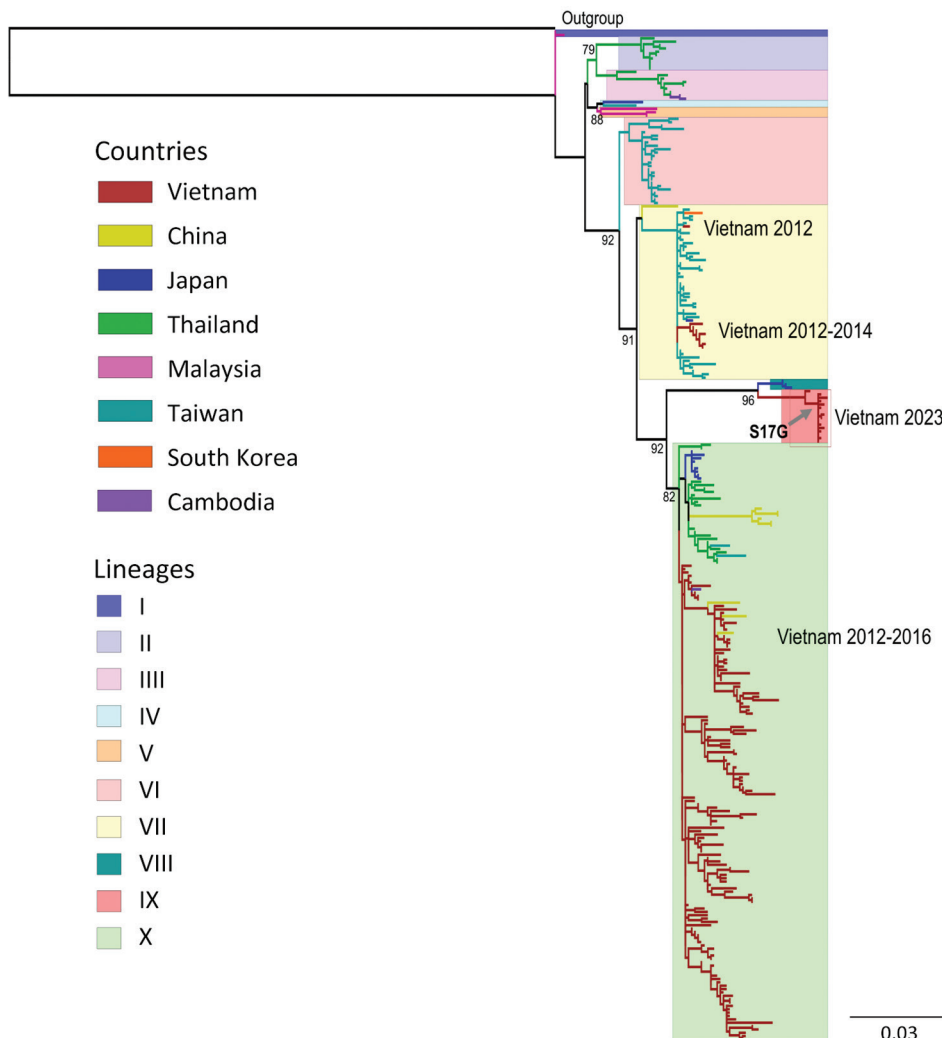 Outgroup
79
88
Countries
Vietnam
China
Japan
Thailand
Malaysia
Taiwan
South Korea
Cambodia
92
Vietnam 2012
Vietnam 2012-2014
91
96
Vietnam 2023
S17G
92
82
Lineages
I
II
IIII
IV
V
VI
VII
VIII
IX
X
Vietnam 2012-2016
0.03